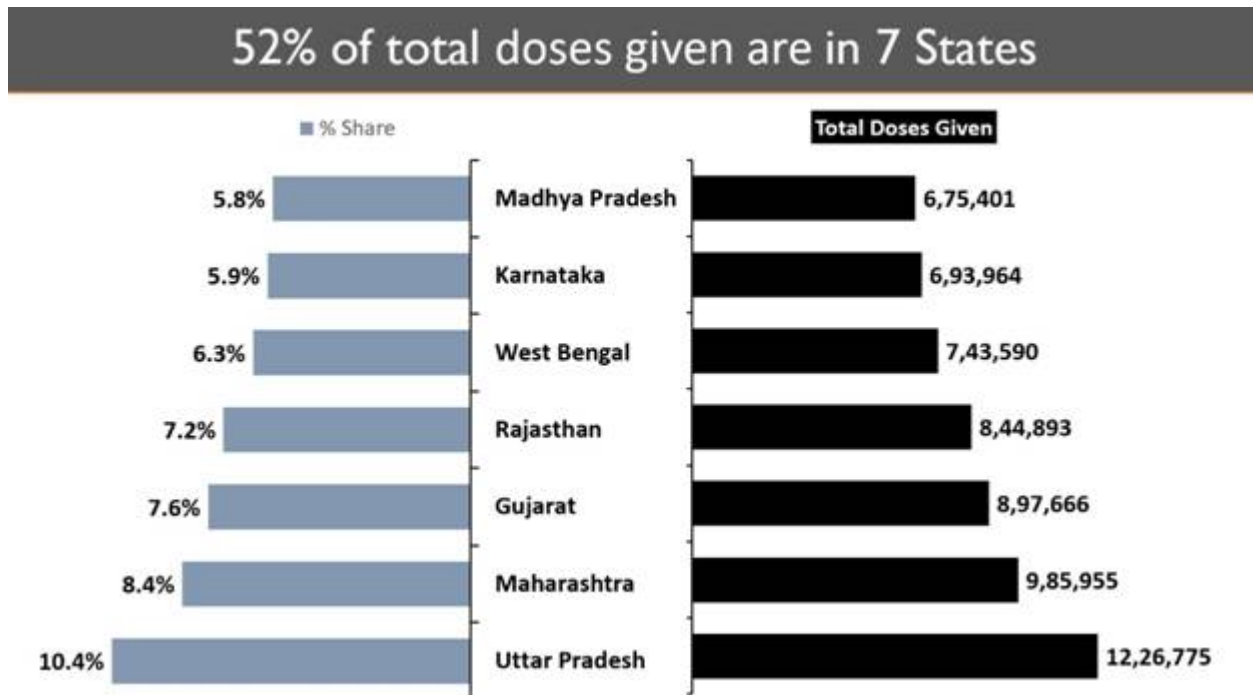 52% of total doses given are in 7 States
% Share
Total Doses Given
5.8% Madhya Pradesh 6,75,401
5.9% Karnataka 6,93,964
6.3% West Bengal 7,43,590
7.2% Rajasthan 8,44,893
7.6% Gujarat 8,97,666
8.4% Maharashtra 9,85,955
10.4% Uttar Pradesh 12,26,775